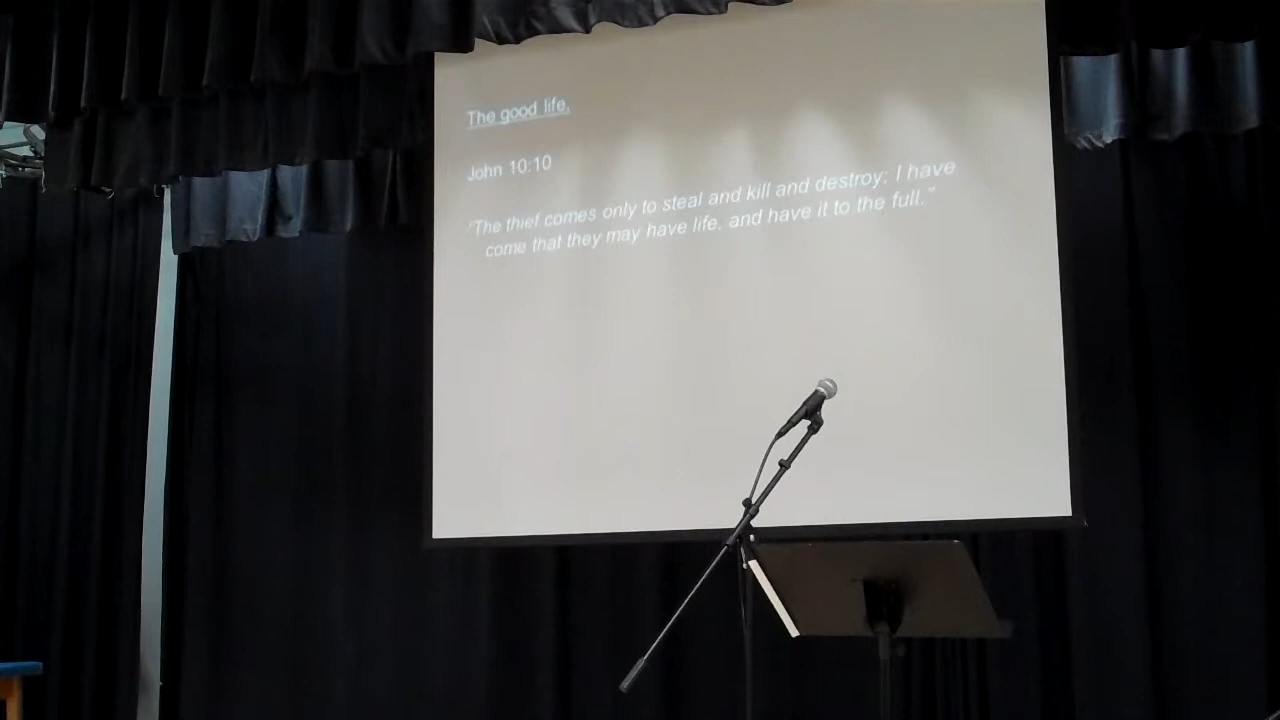 The good life.
John 10:10
"The thief comes only to steal and kill and destroy; I have
come that they may have life, and have it to the full."